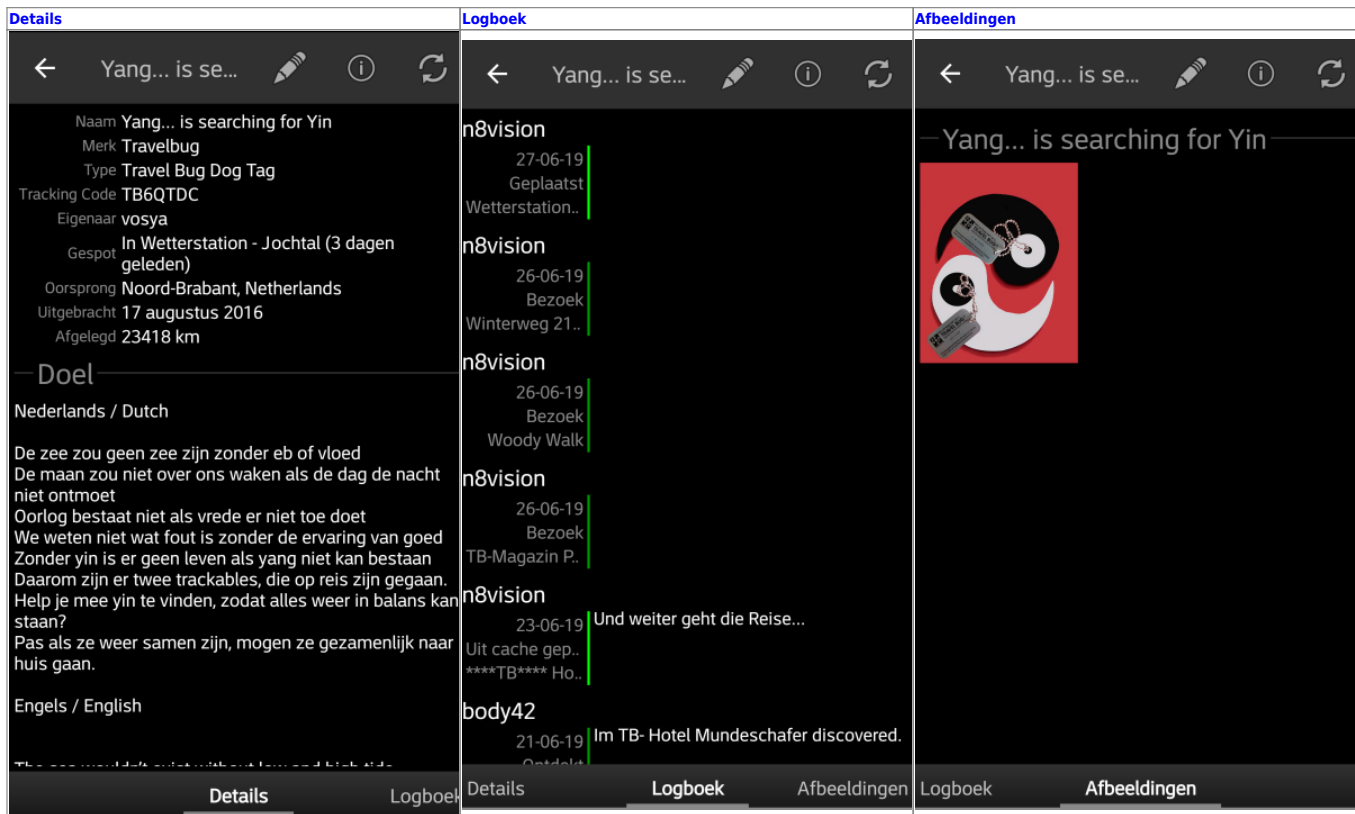 Details
Yang... is se...
Naam Yang... is searching for Yin
Merk Travelbug
Type Travel Bug Dog Tag
Tracking Code TB6QTDC
Eigenaar vosya
Gespot In Wetterstation - Jochtal (3 dagen
geleden)
Oorsprong Noord-Brabant, Netherlands
Uitgebracht 17 augustus 2016
Afgelegd 23418 km
Doel
Nederlands / Dutch
De zee zou geen zee zijn zonder eb of vloed
De maan zou niet over ons waken als de dag de nacht
niet ontmoet
Oorlog bestaat niet als vrede er niet toe doet
We weten niet wat fout is zonder de ervaring van goed
Zonder yin is er geen leven als yang niet kan bestaan
Daarom zijn er twee trackables, die op reis zijn gegaan.
Help je mee yin te vinden, zodat alles weer in balans kan
staan?
Pas als ze weer samen zijn, mogen ze gezamenlijk naar
huis gaan.
Engels / English
The sea wouldn't exist without low and high tide
Details Logboek
Logboek
Yang... is se...
n8vision
27-06-19
Geplaatst
Wetterstation..
n8vision
26-06-19
Bezoek
Winterweg 21..
n8vision
26-06-19
Bezoek
Woody Walk
n8vision
26-06-19
Bezoek
TB-Magazin P..
n8vision
23-06-19 Und weiter geht die Reise...
Uit cache gep..
****TB**** Ho..
body42
21-06-19 Im TB- Hotel Mundeschafer discovered.
Ontdekt
Details Logboek Afbeeldingen
Afbeeldingen
Yang... is se...
Yang... is searching for Yin
Logboek Afbeeldingen